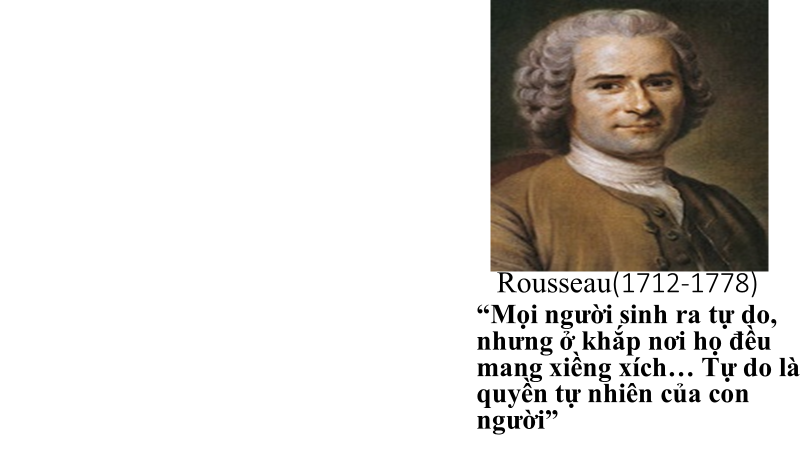 Rousseau(1712-1778)
“Mọi người sinh ra tự do,
nhưng ở khắp nơi họ đều
mang xiềng xích… Tự do là
quyền tự nhiên của con
người”